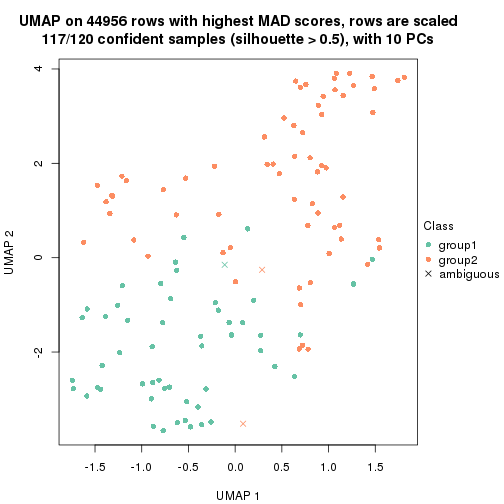 UMAP on 44956 rows with highest MAD scores, rows are scaled
117/120 confident samples (silhouette > 0.5), with 10 PCs
4
2
0
-2
UMAP 2
-1.5 -1.0 -0.5 0.0 0.5 1.0 1.5
UMAP 1
Class
group1
group2
ambiguous